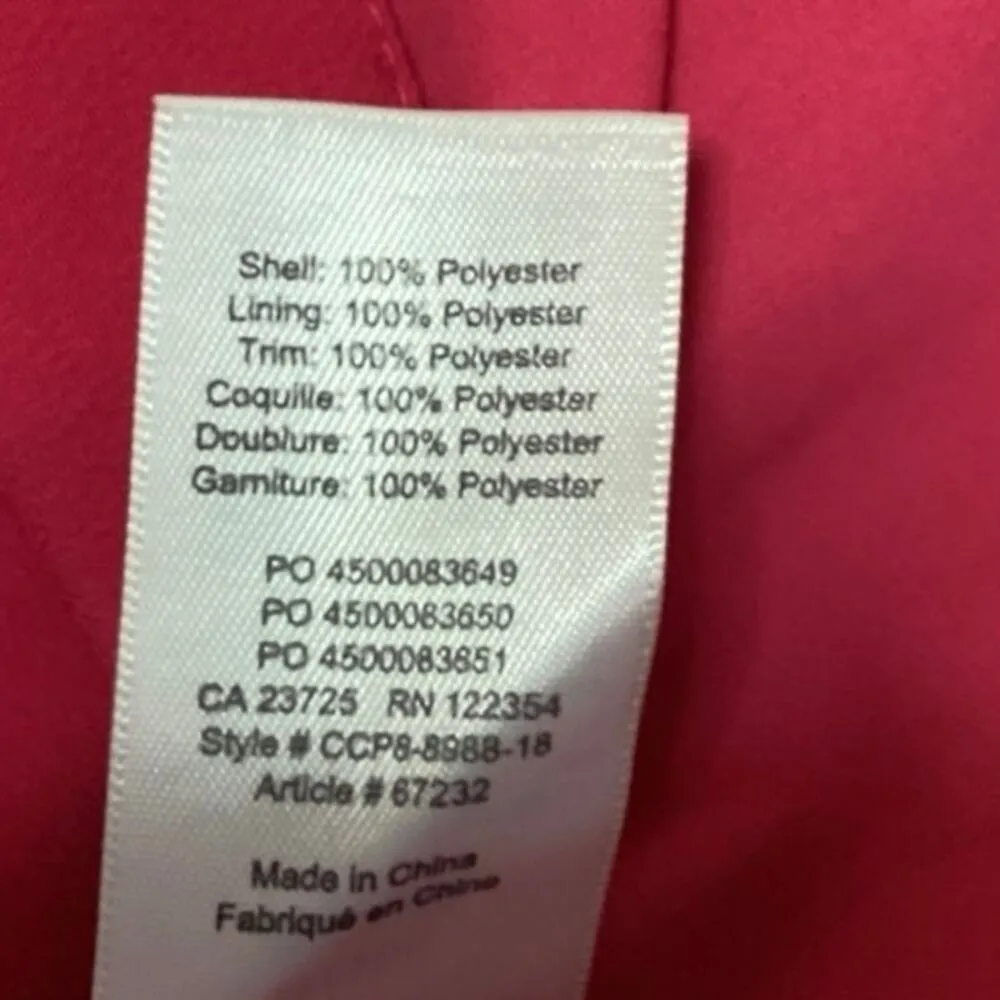 Shell: 100% Polyester
Lining: 100% Polyester
Trim: 100% Polyester
Coquille: 100% Polyester
Doublure: 100% Polyester
Garniture: 100% Polyester
PO 4500083649
PO 4500083650
PO 4500083651
CA 23725 RN 122354
Style # CCP8-8988-18
Article # 67232
Made in China
Fabriqué en Chine